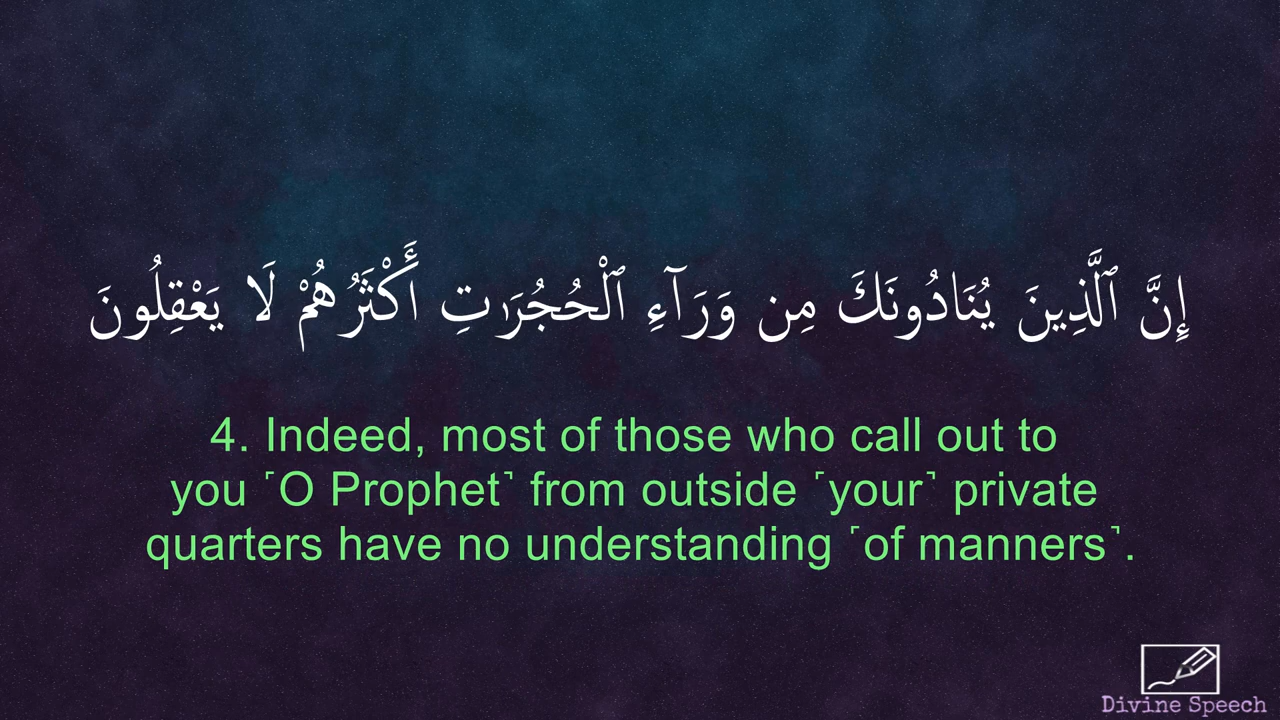 إِنَّ ٱلَّذِينَ يُنَادُونَكَ مِن وَرَآءِ ٱلْحُجُرَٰتِ أَكْثَرُهُمْ لَا يَعْقِلُونَ
4. Indeed, most of those who call out to
you ˹O Prophet˺ from outside ˹your˺ private
quarters have no understanding ˹of manners˺.
Divine Speech